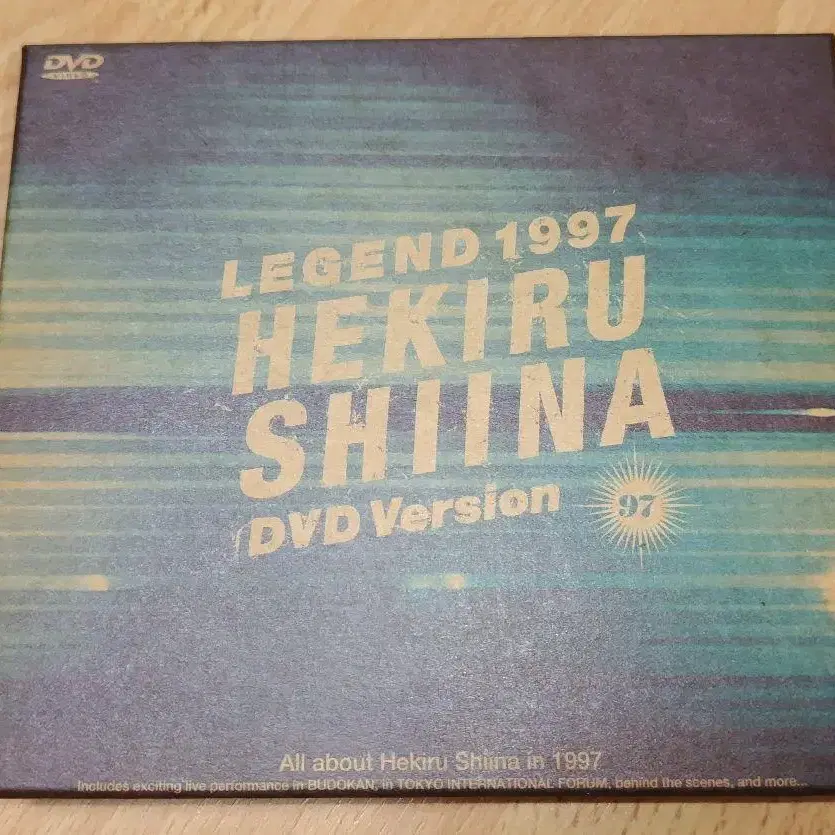 DVD
VIDEO
LEGEND 1997
HEKIRU
SHIINA
DVD Version
97
All about Hekiru Shiina in 1997
Includes exciting live performance in BUDOKAN, in TOKYO INTERNATIONAL FORUM, behind the scenes, and more...